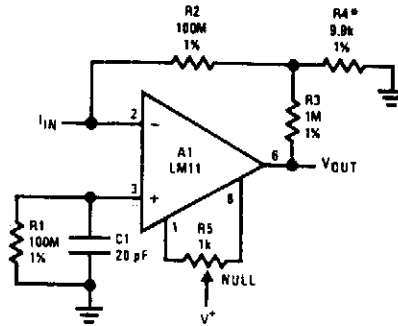 R2
100M
1%
R4*
9.9k
1%
R3
1M
1%
I_IN
2
−
A1
LM11
6
V_OUT
3
+
8
1
R5
1k
NULL
V+
R1
100M
1%
C1
20 pF